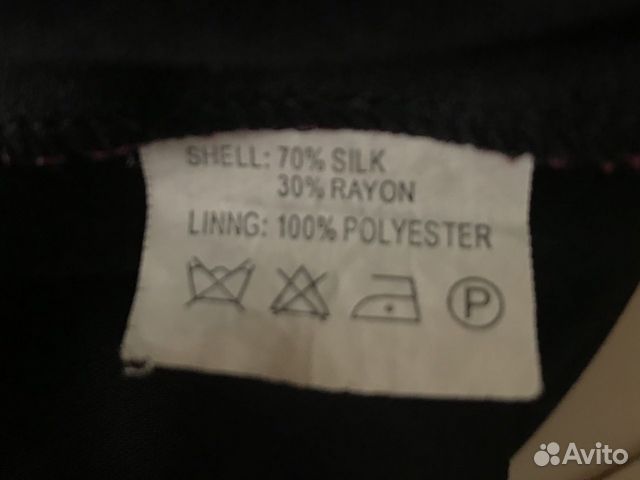 SHELL: 70% SILK
30% RAYON
LINNG: 100% POLYESTER
P
Avito